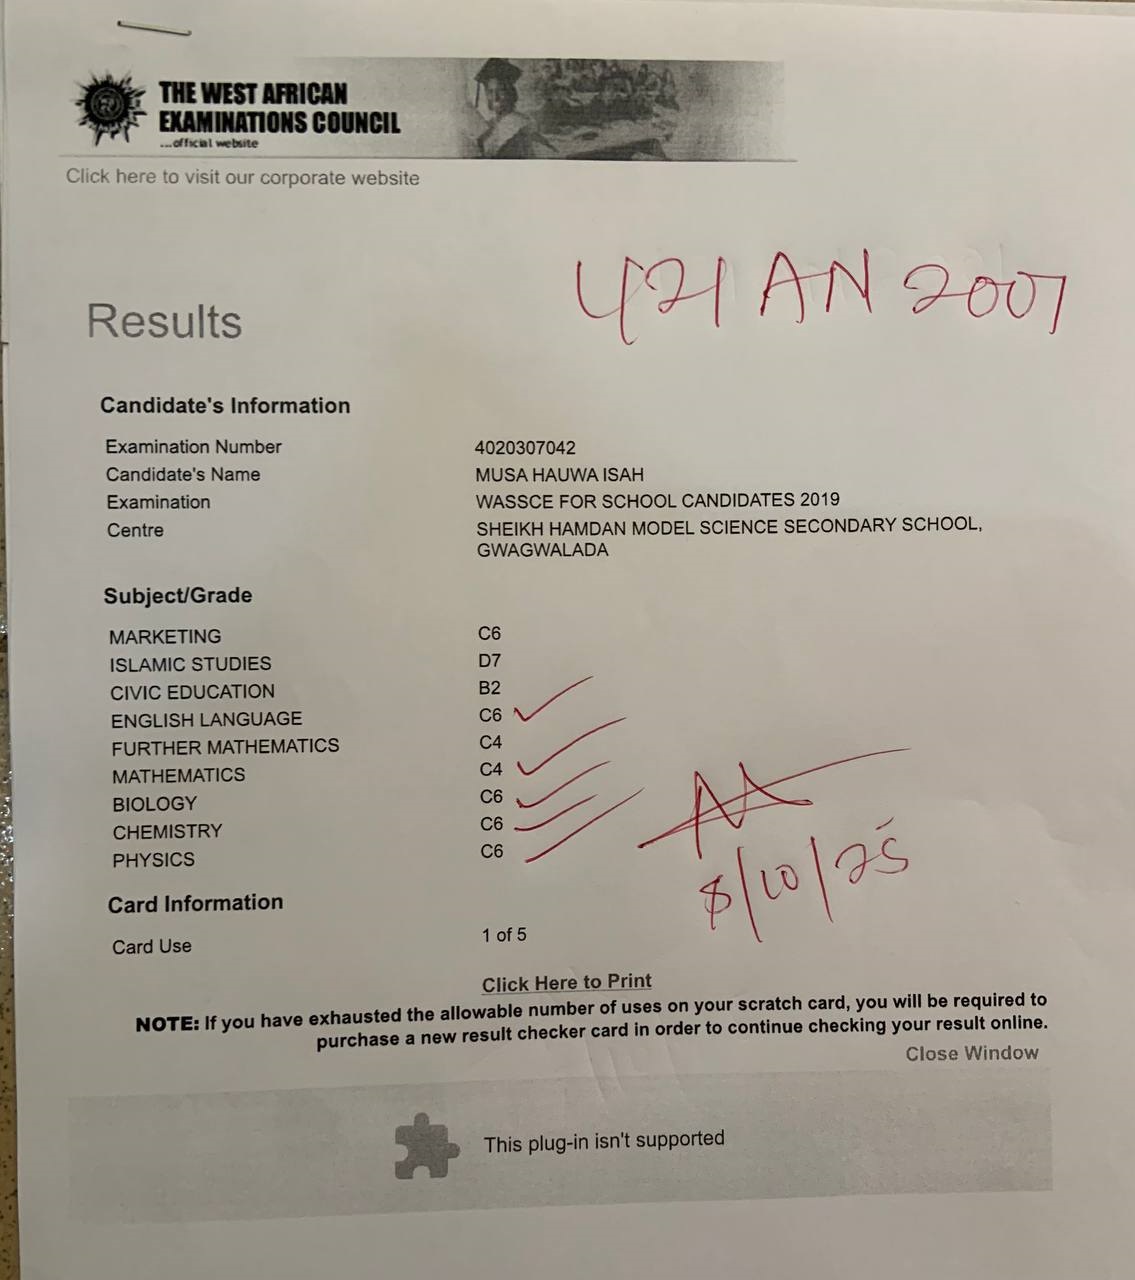 THE WEST AFRICAN
EXAMINATIONS COUNCIL
...official website
Click here to visit our corporate website
421 AN 2007
Results
Candidate's Information
Examination Number 4020307042
Candidate's Name MUSA HAUWA ISAH
Examination WASSCE FOR SCHOOL CANDIDATES 2019
Centre SHEIKH HAMDAN MODEL SCIENCE SECONDARY SCHOOL,
GWAGWALADA
Subject/Grade
MARKETING C6
ISLAMIC STUDIES D7
CIVIC EDUCATION B2
ENGLISH LANGUAGE C6
FURTHER MATHEMATICS C4
MATHEMATICS C4
BIOLOGY C6
CHEMISTRY C6
PHYSICS C6
8/10/25
Card Information
Card Use 1 of 5
Click Here to Print
NOTE: If you have exhausted the allowable number of uses on your scratch card, you will be required to
purchase a new result checker card in order to continue checking your result online.
Close Window
This plug-in isn't supported